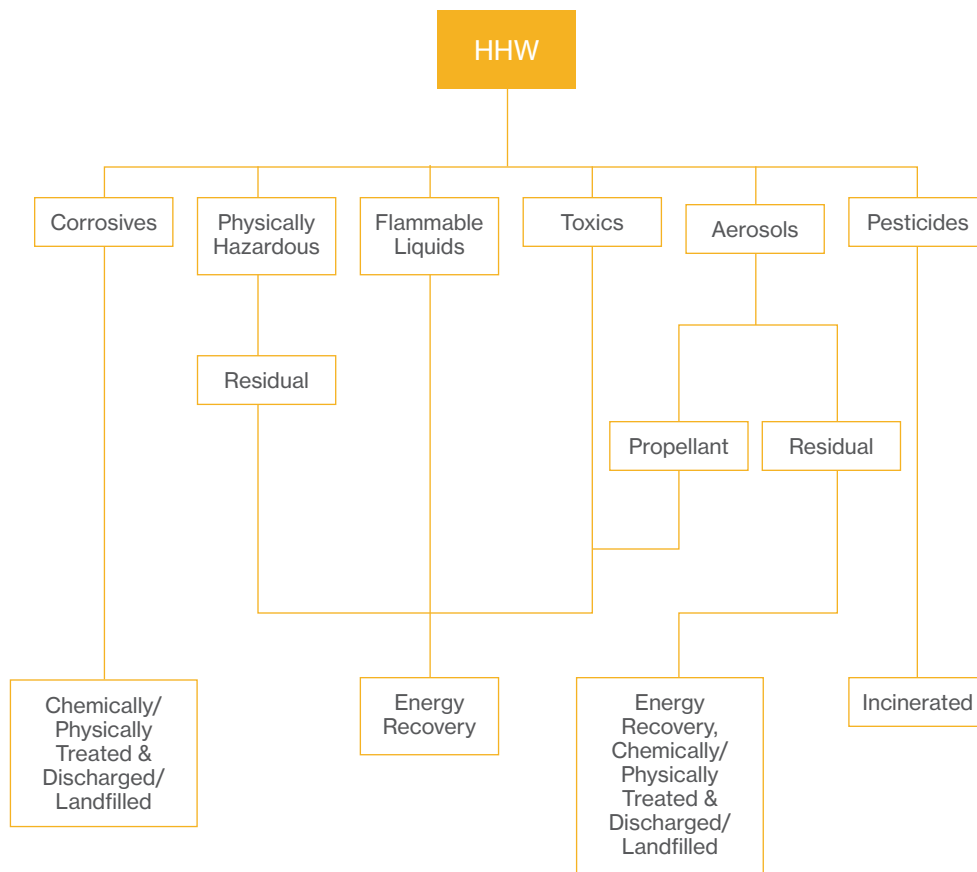 HHW
Corrosives
Physically
Hazardous
Flammable
Liquids
Toxics
Aerosols
Pesticides
Residual
Propellant
Residual
Chemically/
Physically
Treated &
Discharged/
Landfilled
Energy
Recovery
Energy
Recovery,
Chemically/
Physically
Treated &
Discharged/
Landfilled
Incinerated